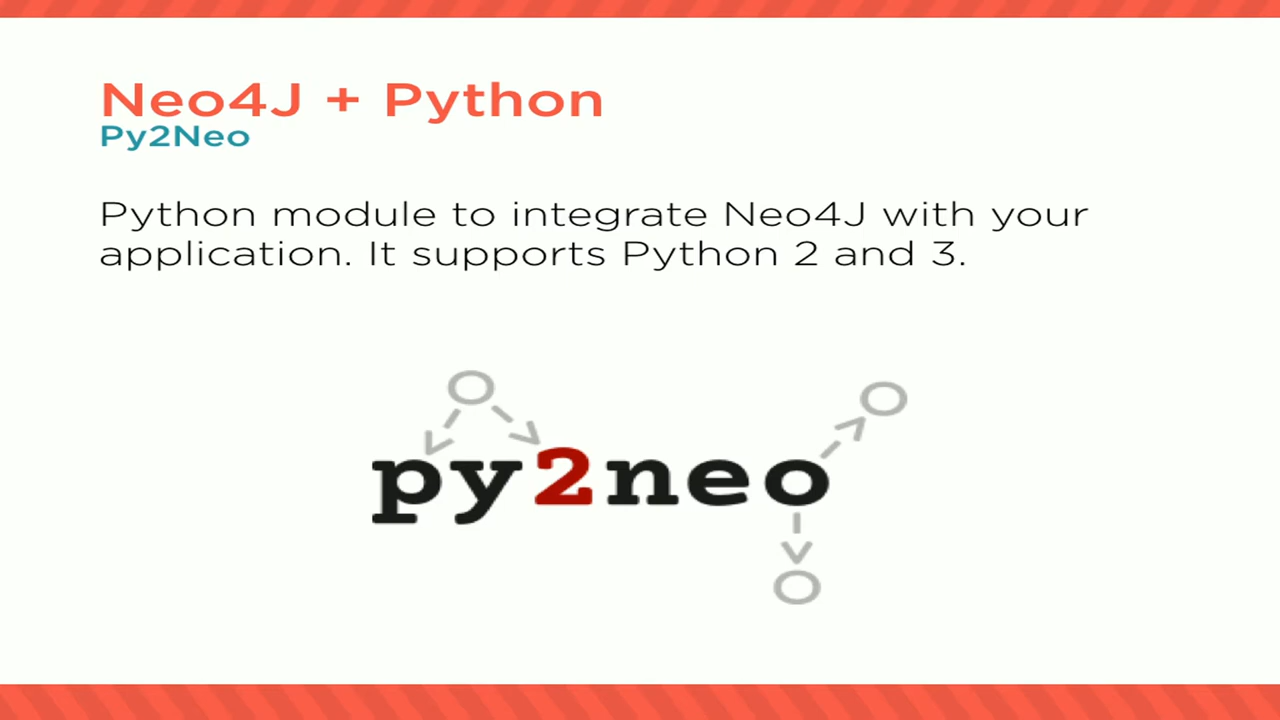 Neo4J + Python
Py2Neo
Python module to integrate Neo4J with your
application. It supports Python 2 and 3.
py2neo